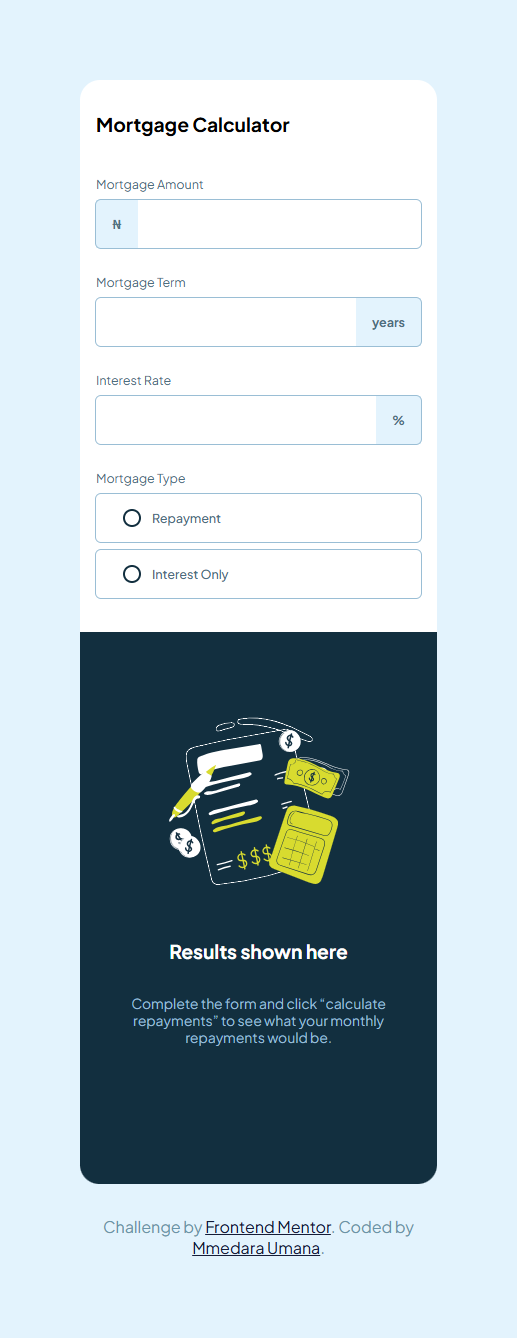 Mortgage Calculator
Mortgage Amount
₦
Mortgage Term
years
Interest Rate
%
Mortgage Type
Repayment
Interest Only
$
$
$
$
$$$
Results shown here
Complete the form and click “calculate
repayments” to see what your monthly
repayments would be.
Challenge by Frontend Mentor. Coded by
Mmedara Umana.